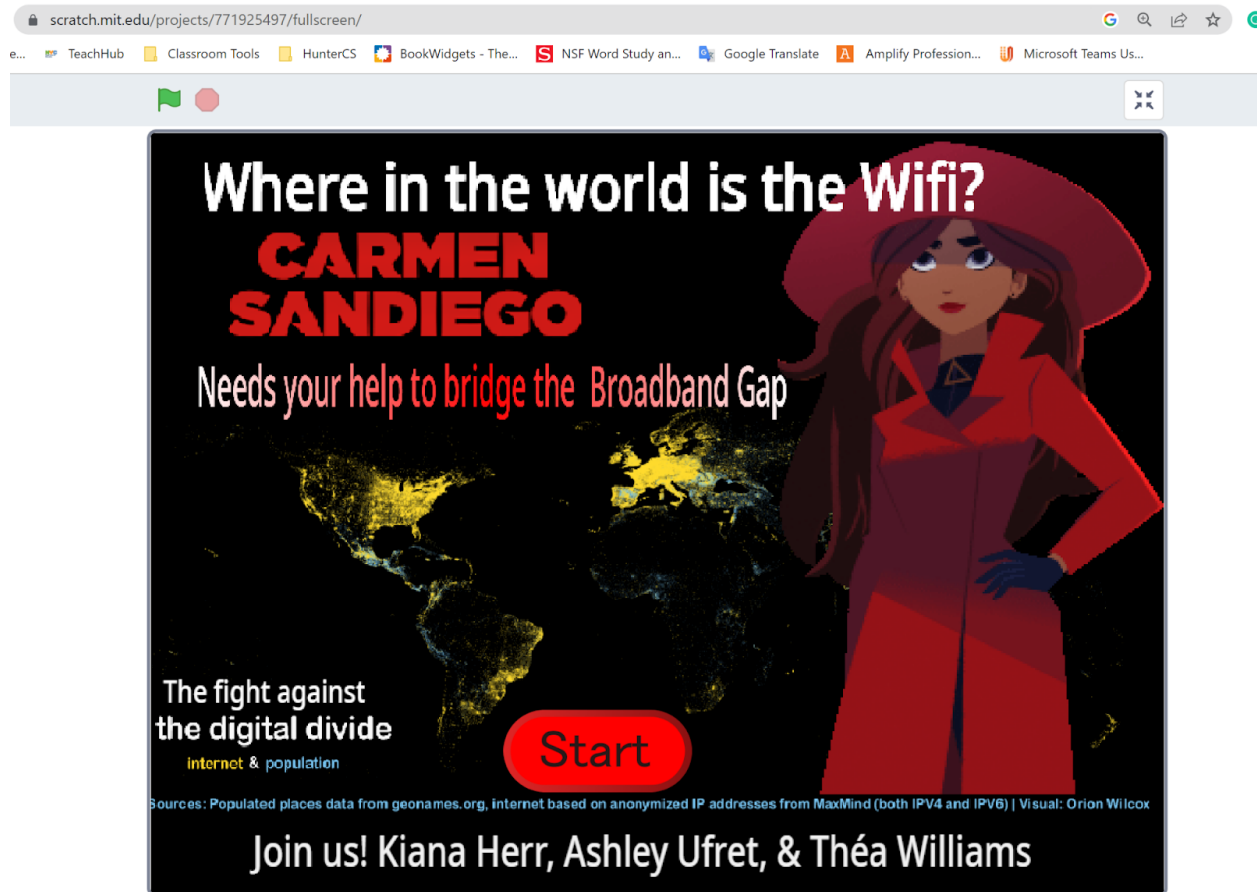 scratch.mit.edu/projects/771925497/fullscreen/
e... TeachHub Classroom Tools HunterCS BookWidgets - The... NSF Word Study an... Google Translate Amplify Profession... Microsoft Teams Us...
Where in the world is the Wifi?
CARMEN
SANDIEGO
Needs your help to bridge the Broadband Gap
The fight against
the digital divide
internet & population
Start
Sources: Populated places data from geonames.org, internet based on anonymized IP addresses from MaxMind (both IPV4 and IPV6) | Visual: Orion Wilcox
Join us! Kiana Herr, Ashley Ufret, & Théa Williams